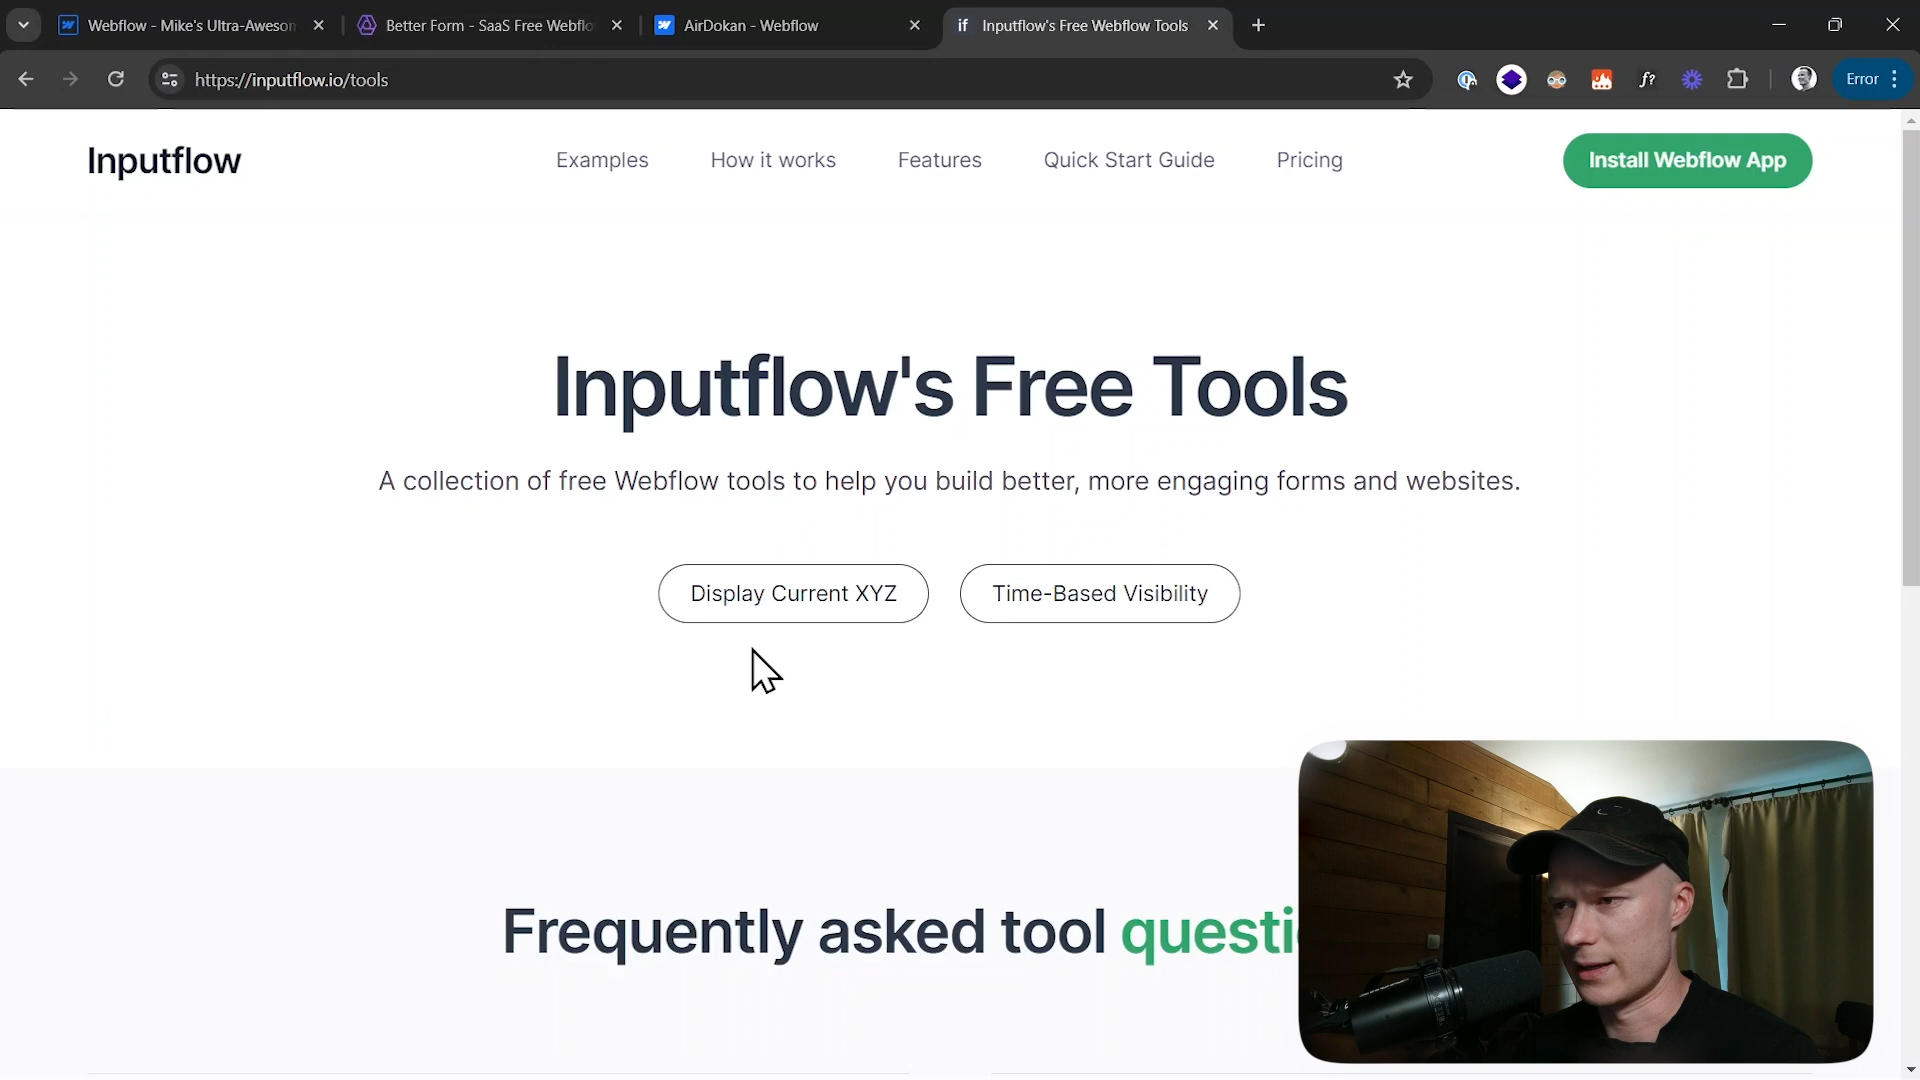 Webflow - Mike's Ultra-Aweson
Better Form - SaaS Free Webflo
AirDokan - Webflow
if Inputflow's Free Webflow Tools
https://inputflow.io/tools
f?
Error
Inputflow
Examples
How it works
Features
Quick Start Guide
Pricing
Install Webflow App
Inputflow's Free Tools
A collection of free Webflow tools to help you build better, more engaging forms and websites.
Display Current XYZ
Time-Based Visibility
Frequently asked tool questi